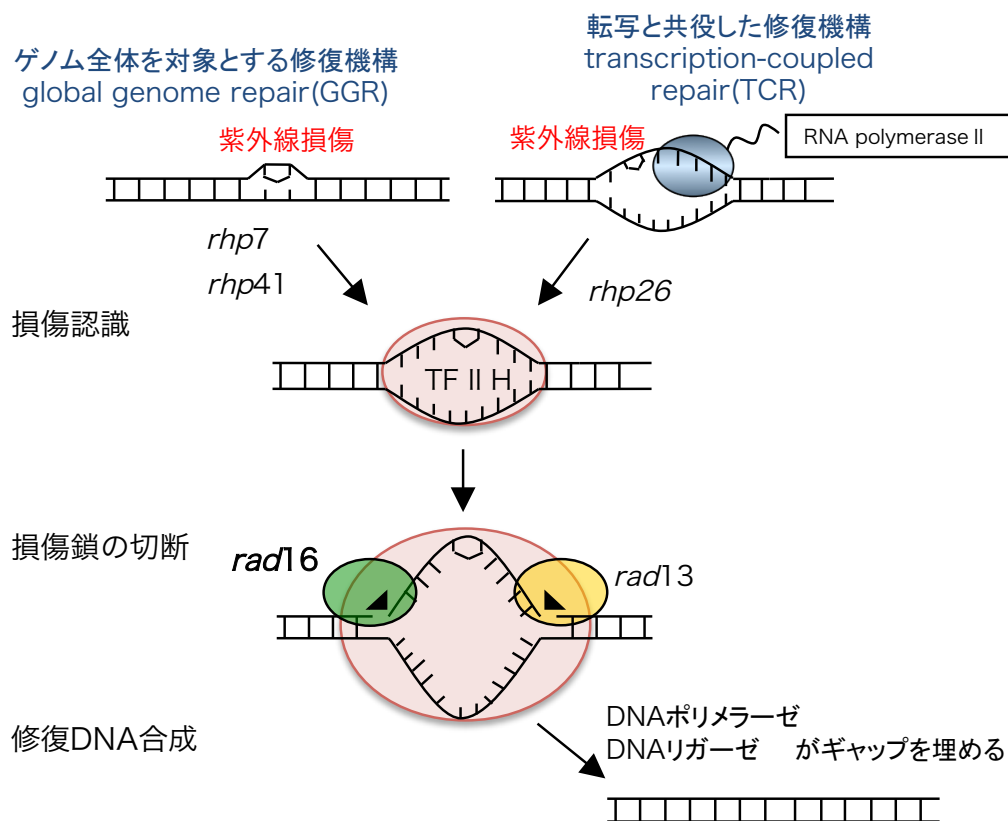 ゲノム全体を対象とする修復機構
global genome repair(GGR)
転写と共役した修復機構
transcription-coupled
repair(TCR)
紫外線損傷
紫外線損傷
RNA polymerase Ⅱ
rhp7
rhp41
rhp26
損傷認識
TF Ⅱ H
損傷鎖の切断
rad16
rad13
修復DNA合成
DNAポリメラーゼ
DNAリガーゼ がギャップを埋める